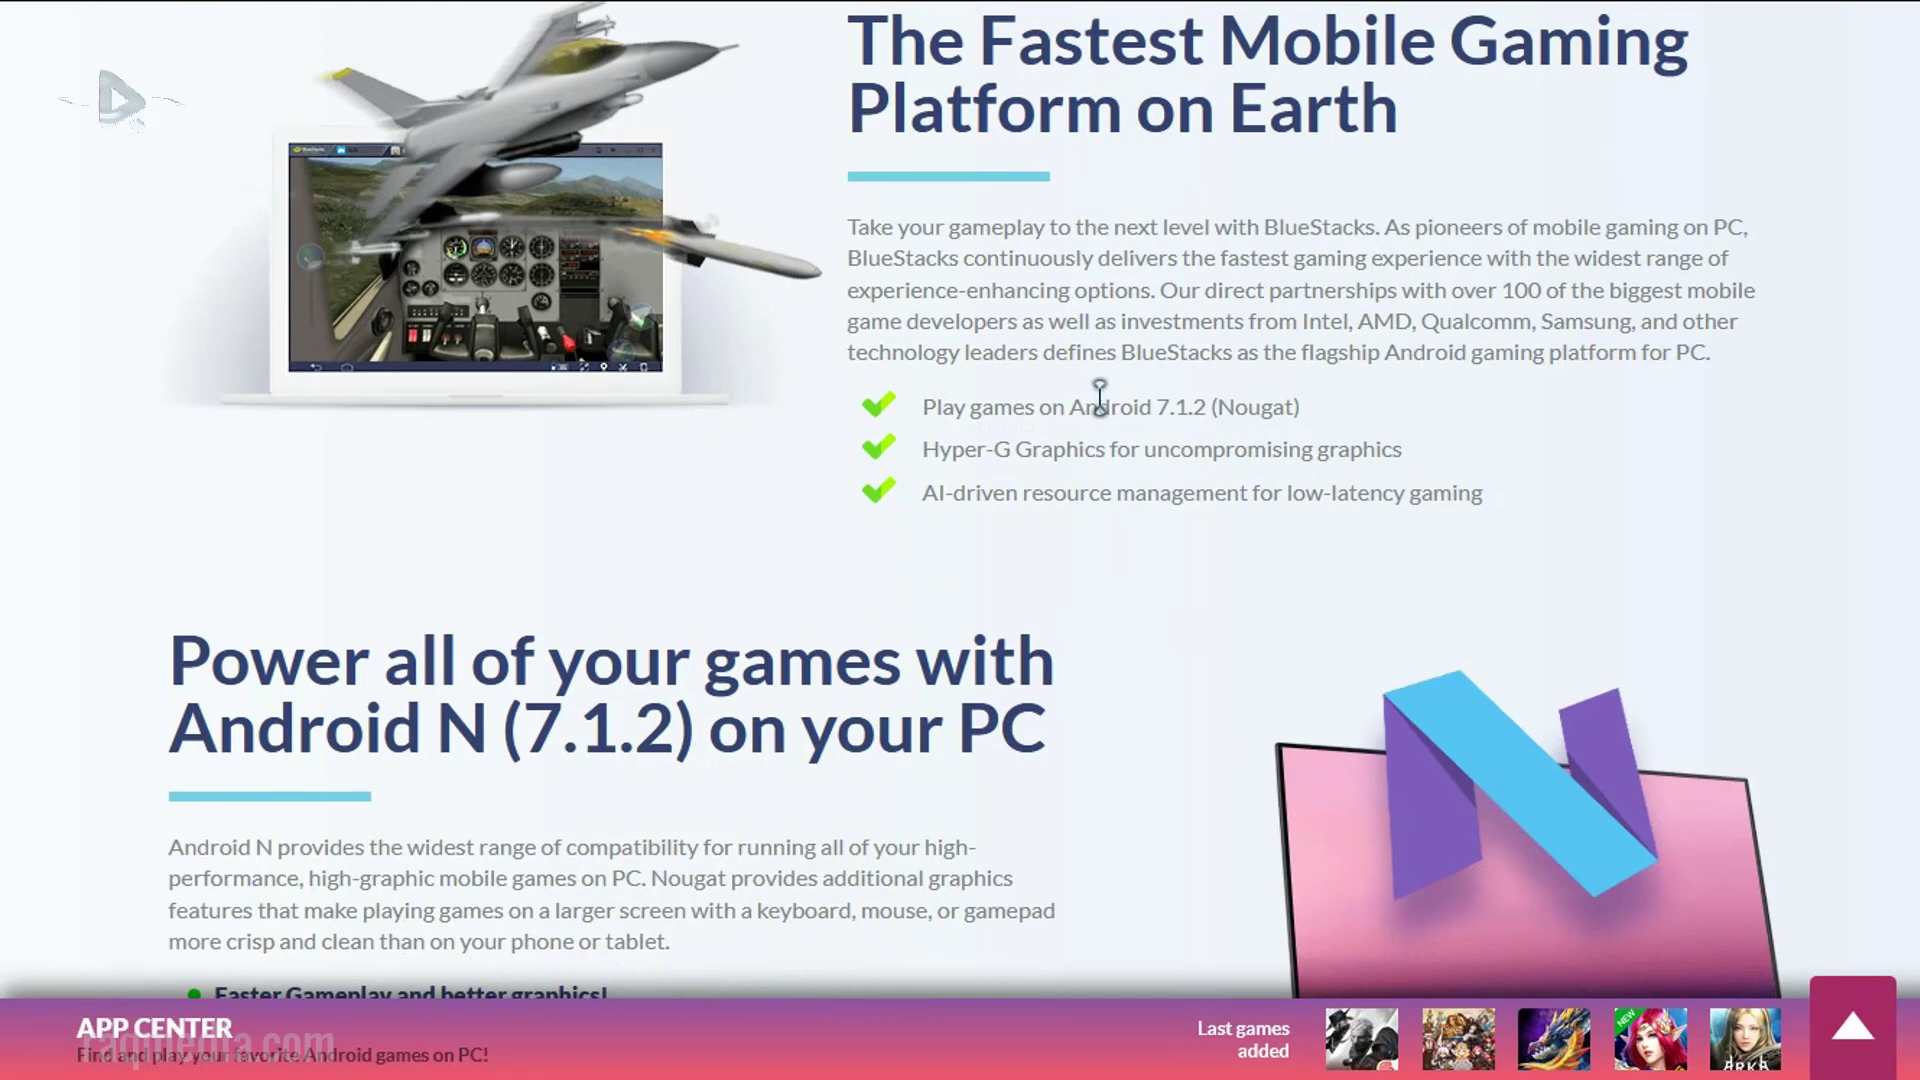 The Fastest Mobile Gaming
Platform on Earth
Take your gameplay to the next level with BlueStacks. As pioneers of mobile gaming on PC,
BlueStacks continuously delivers the fastest gaming experience with the widest range of
experience-enhancing options. Our direct partnerships with over 100 of the biggest mobile
game developers as well as investments from Intel, AMD, Qualcomm, Samsung, and other
technology leaders defines BlueStacks as the flagship Android gaming platform for PC.
Play games on Android 7.1.2 (Nougat)
Hyper-G Graphics for uncompromising graphics
AI-driven resource management for low-latency gaming
Power all of your games with
Android N (7.1.2) on your PC
Android N provides the widest range of compatibility for running all of your high-
performance, high-graphic mobile games on PC. Nougat provides additional graphics
features that make playing games on a larger screen with a keyboard, mouse, or gamepad
more crisp and clean than on your phone or tablet.
Faster Gameplay and better graphics!
APP CENTER
Find and play your favorite Android games on PC!
Last games
added
NEW
ARKA